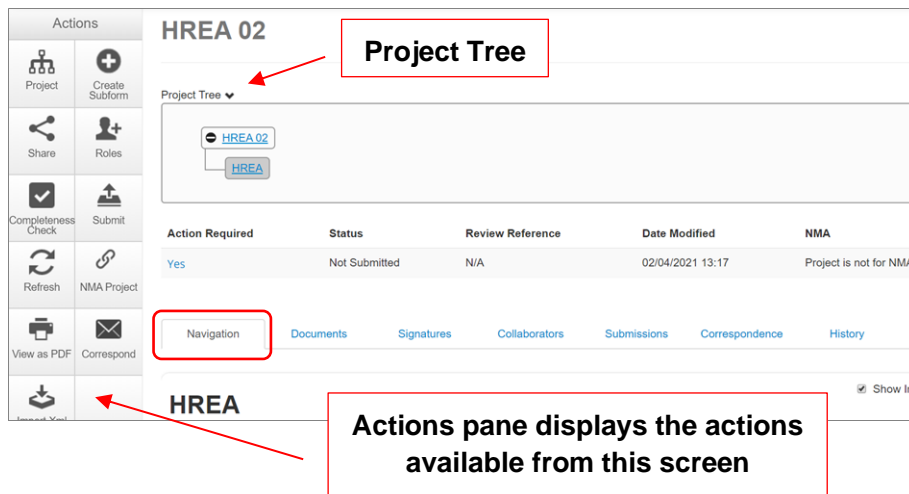 Actions
Project
Create
Subform
Share
Roles
Completeness
Check
Submit
Refresh
NMA Project
View as PDF
Correspond
Import Xml
HREA 02
Project Tree
Project Tree
HREA 02
HREA
Action Required Status Review Reference Date Modified NMA
Yes Not Submitted N/A 02/04/2021 13:17 Project is not for NMA
Navigation Documents Signatures Collaborators Submissions Correspondence History
HREA
Show
Actions pane displays the actions
available from this screen